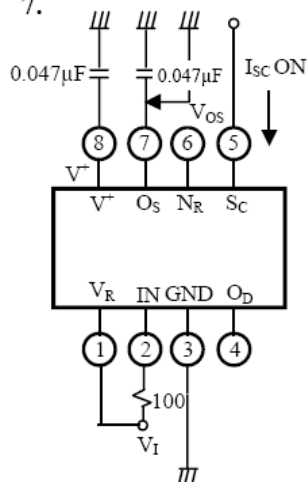 7.
0.047μF 0.047μF I_SC ON
V_OS
8 7 6 5
V⁺
V⁺ O_S N_R S_C
V_R IN GND O_D
1 2 3 4
100
V_I